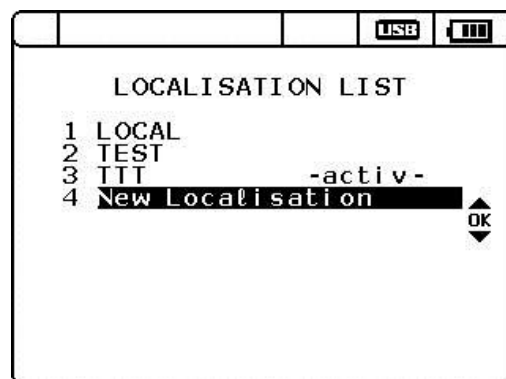 USB
LOCALISATION LIST
1 LOCAL
2 TEST
3 TTT -activ-
4 New Localisation
OK